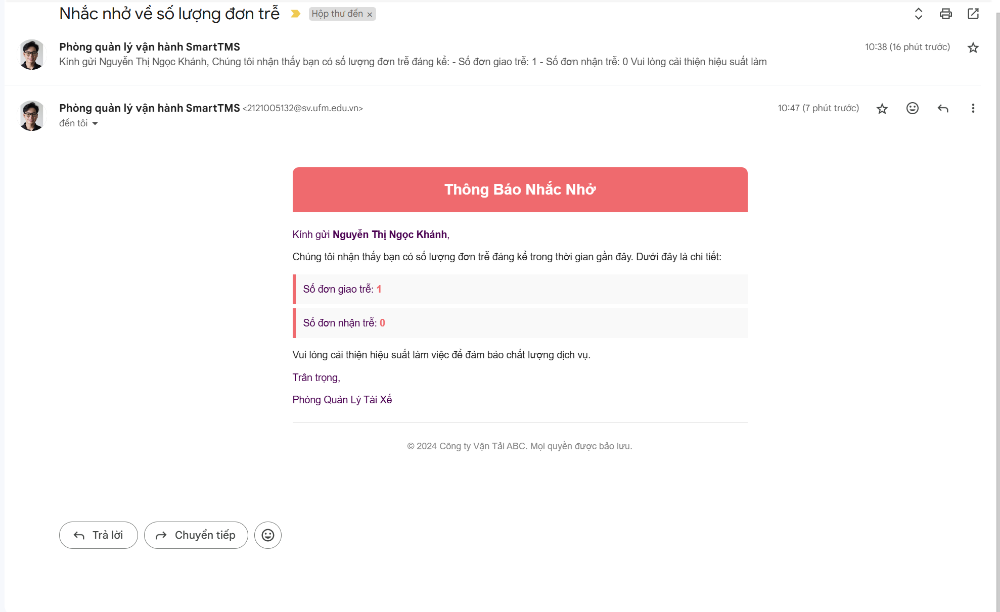 Nhắc nhở về số lượng đơn trễ Hộp thư đến ×
Phòng quản lý vận hành SmartTMS 10:38 (16 phút trước)
Kính gửi Nguyễn Thị Ngọc Khánh, Chúng tôi nhận thấy bạn có số lượng đơn trễ đáng kể: - Số đơn giao trễ: 1 - Số đơn nhận trễ: 0 Vui lòng cải thiện hiệu suất làm
Phòng quản lý vận hành SmartTMS <2121005132@sv.ufm.edu.vn> 10:47 (7 phút trước)
đến tôi
Thông Báo Nhắc Nhở
Kính gửi Nguyễn Thị Ngọc Khánh,
Chúng tôi nhận thấy bạn có số lượng đơn trễ đáng kể trong thời gian gần đây. Dưới đây là chi tiết:
Số đơn giao trễ: 1
Số đơn nhận trễ: 0
Vui lòng cải thiện hiệu suất làm việc để đảm bảo chất lượng dịch vụ.
Trân trọng,
Phòng Quản Lý Tài Xế
© 2024 Công ty Vận Tải ABC. Mọi quyền được bảo lưu.
Trả lời Chuyển tiếp